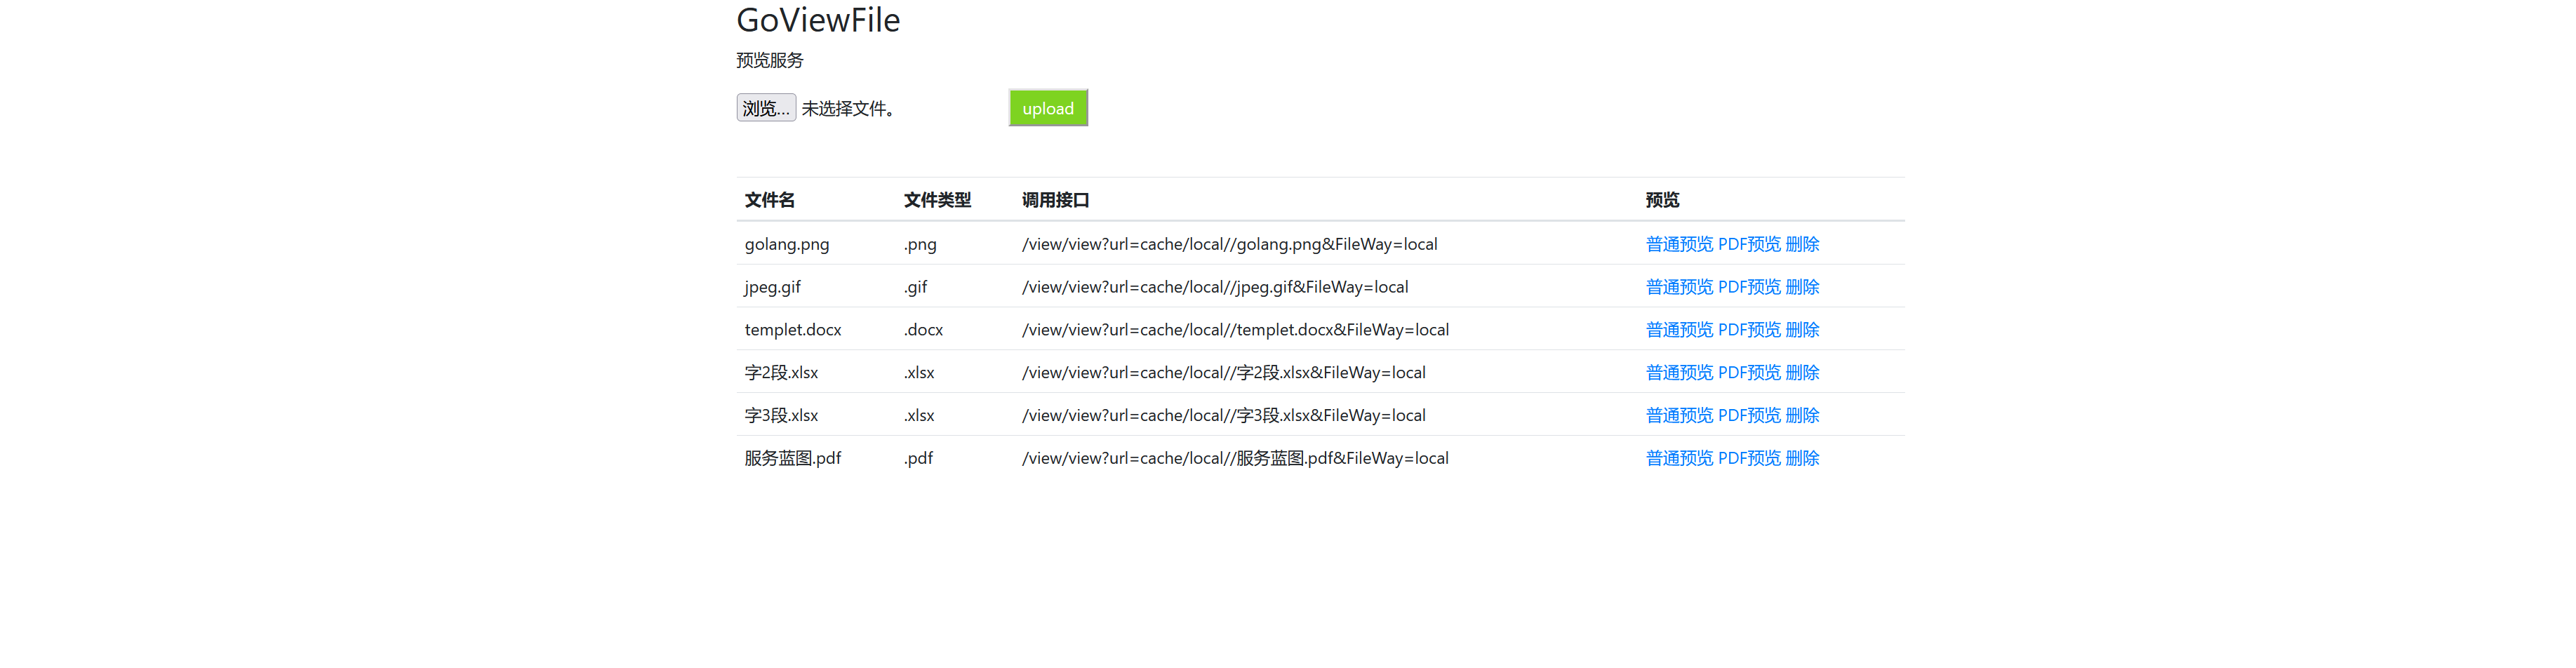 GoViewFile
预览服务
浏览... 未选择文件。 upload
文件名 文件类型 调用接口 预览
golang.png .png /view/view?url=cache/local//golang.png&FileWay=local 普通预览 PDF预览 删除
jpeg.gif .gif /view/view?url=cache/local//jpeg.gif&FileWay=local 普通预览 PDF预览 删除
templet.docx .docx /view/view?url=cache/local//templet.docx&FileWay=local 普通预览 PDF预览 删除
字2段.xlsx .xlsx /view/view?url=cache/local//字2段.xlsx&FileWay=local 普通预览 PDF预览 删除
字3段.xlsx .xlsx /view/view?url=cache/local//字3段.xlsx&FileWay=local 普通预览 PDF预览 删除
服务蓝图.pdf .pdf /view/view?url=cache/local//服务蓝图.pdf&FileWay=local 普通预览 PDF预览 删除